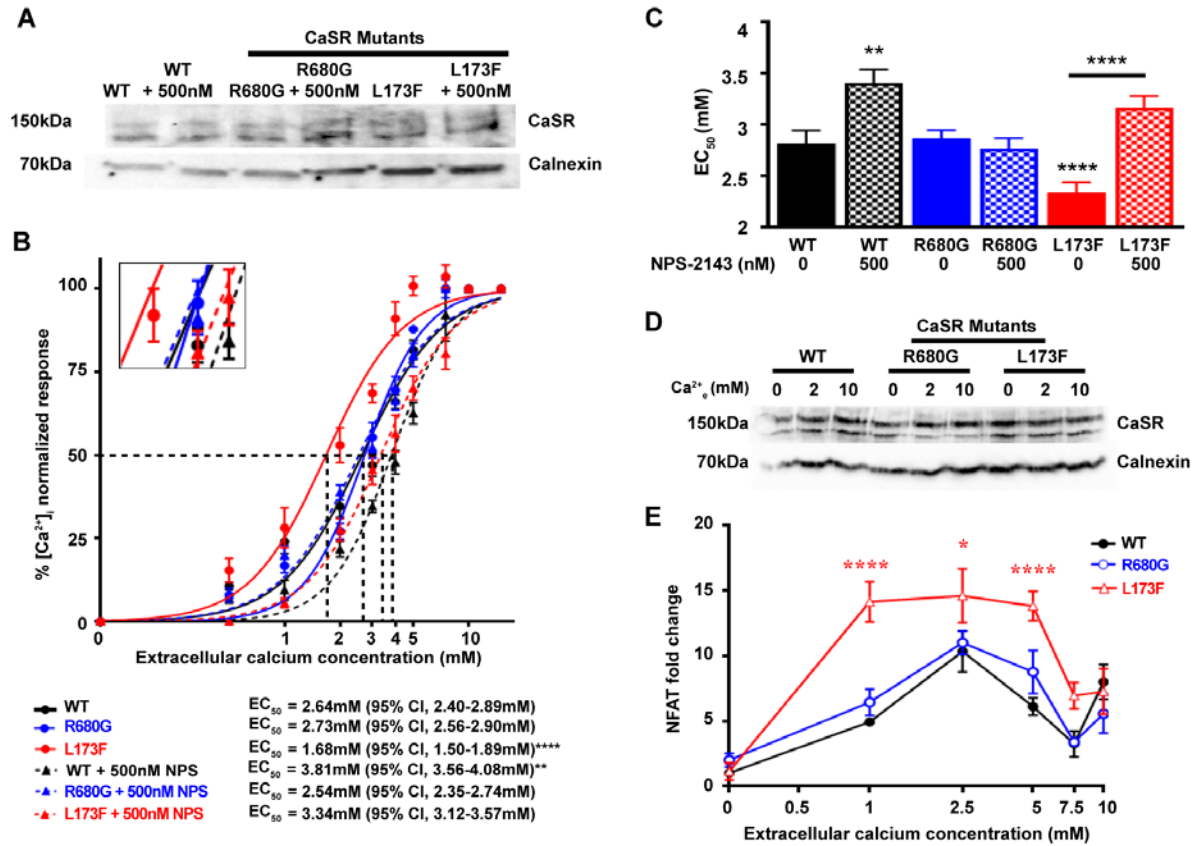 A
CaSR Mutants
WT
WT + 500nM
R680G
R680G + 500nM
L173F
L173F + 500nM
150kDa
CaSR
70kDa
Calnexin
B
% [Ca²⁺]i normalized response
100
75
50
25
0
0 1 2 3 4 5 10
Extracellular calcium concentration (mM)
WT EC₅₀ = 2.64mM (95% CI, 2.40-2.89mM)
R680G EC₅₀ = 2.73mM (95% CI, 2.56-2.90mM)
L173F EC₅₀ = 1.68mM (95% CI, 1.50-1.89mM)****
WT + 500nM NPS EC₅₀ = 3.81mM (95% CI, 3.56-4.08mM)**
R680G + 500nM NPS EC₅₀ = 2.54mM (95% CI, 2.35-2.74mM)
L173F + 500nM NPS EC₅₀ = 3.34mM (95% CI, 3.12-3.57mM)
C
EC₅₀ (mM)
4
3.5
3
2.5
2
**
****
****
WT WT R680G R680G L173F L173F
NPS-2143 (nM) 0 500 0 500 0 500
D
CaSR Mutants
WT R680G L173F
Ca²⁺e (mM) 0 2 10 0 2 10 0 2 10
150kDa
CaSR
70kDa
Calnexin
E
NFAT fold change
20
15
10
5
0
**** * ****
WT
R680G
L173F
0 0.5 1 2.5 5 7.5 10
Extracellular calcium concentration (mM)